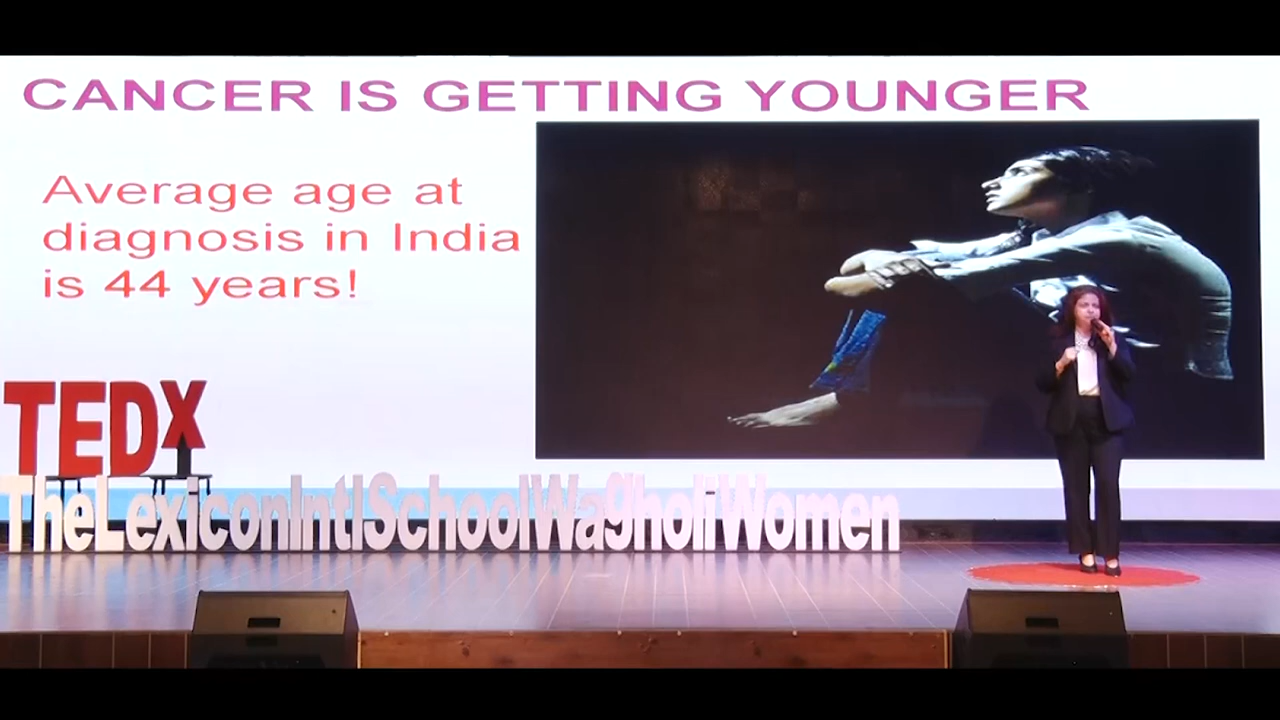 CANCER IS GETTING YOUNGER
Average age at
diagnosis in India
is 44 years!
TEDx
TheLexiconIntlSchoolWagholiWomen